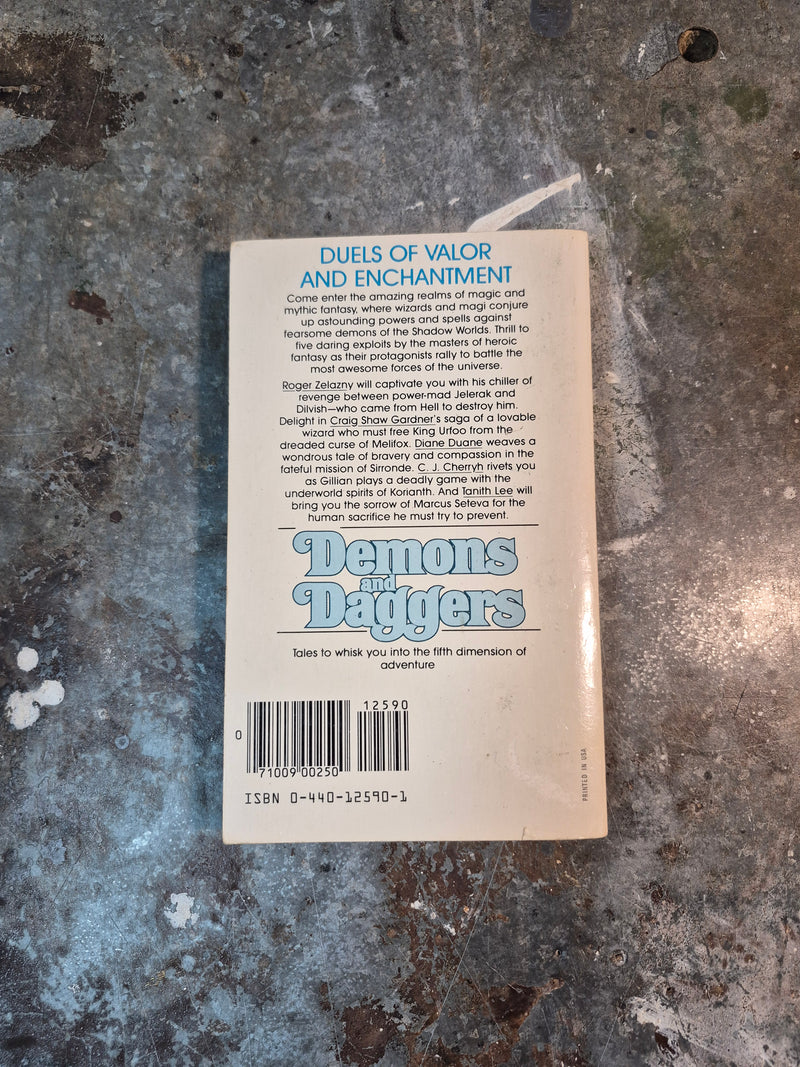 DUELS OF VALOR
AND ENCHANTMENT
Come enter the amazing realms of magic and
mythic fantasy, where wizards and magi conjure
up astounding powers and spells against
fearsome demons of the Shadow Worlds. Thrill to
five daring exploits by the masters of heroic
fantasy as their protagonists rally to battle the
most awesome forces of the universe.
Roger Zelazny will captivate you with his chiller of
revenge between power-mad Jelerak and
Dilvish—who came from Hell to destroy him.
Delight in Craig Shaw Gardner's saga of a lovable
wizard who must free King Urfoo from the
dreaded curse of Melifox. Diane Duane weaves a
wondrous tale of bravery and compassion in the
fateful mission of Sirronde. C. J. Cherryh rivets you
as Gillian plays a deadly game with the
underworld spirits of Korianth. And Tanith Lee will
bring you the sorrow of Marcus Seteva for the
human sacrifice he must try to prevent.
Demons
and
Daggers
Tales to whisk you into the fifth dimension of
adventure
12590
0
71009 00250
ISBN 0-440-12590-1
PRINTED IN USA